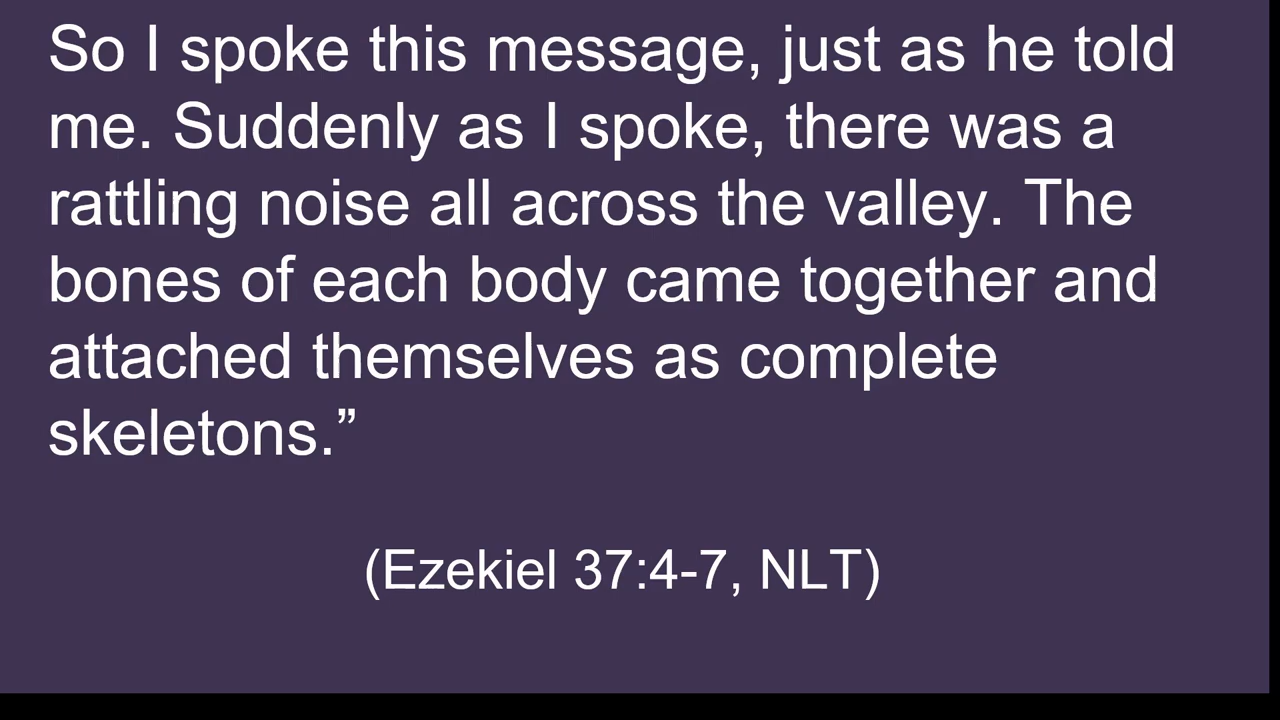 So I spoke this message, just as he told
me. Suddenly as I spoke, there was a
rattling noise all across the valley. The
bones of each body came together and
attached themselves as complete
skeletons.”
(Ezekiel 37:4-7, NLT)